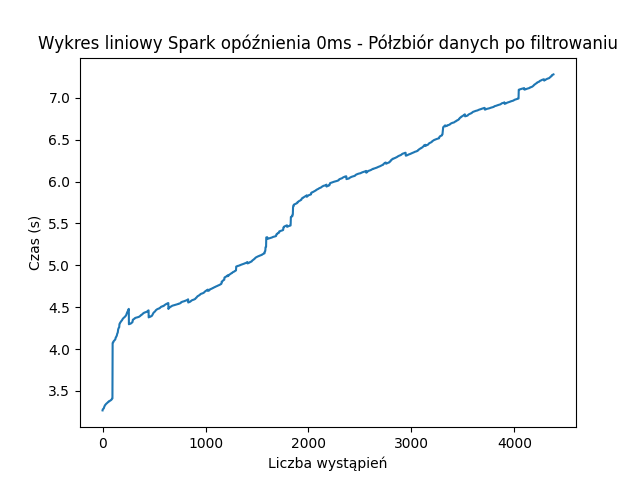 Wykres liniowy Spark opóźnienia 0ms - Półzbiór danych po filtrowaniu
7.0
6.5
6.0
5.5
5.0
4.5
4.0
3.5
Czas (s)
0 1000 2000 3000 4000
Liczba wystąpień